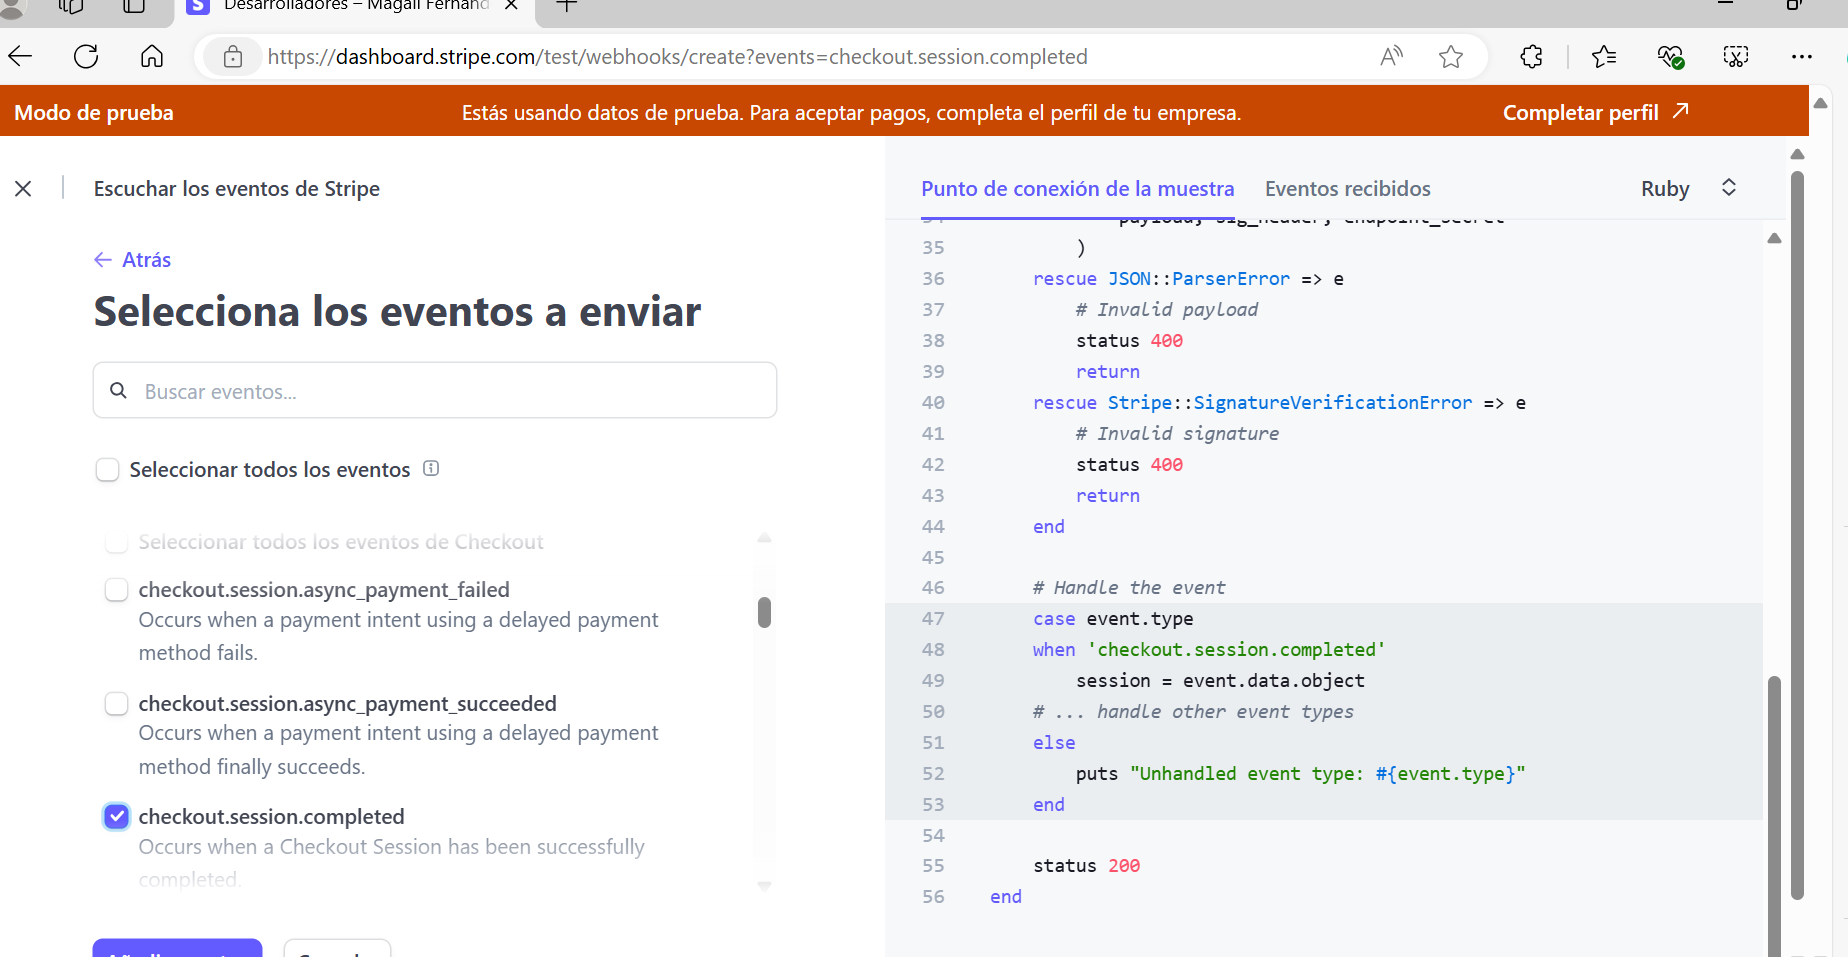 Desarrolladores – Magali Fernand
https://dashboard.stripe.com/test/webhooks/create?events=checkout.session.completed
Modo de prueba
Estás usando datos de prueba. Para aceptar pagos, completa el perfil de tu empresa.
Completar perfil
Escuchar los eventos de Stripe
Atrás
Selecciona los eventos a enviar
Buscar eventos...
Seleccionar todos los eventos
Seleccionar todos los eventos de Checkout
checkout.session.async_payment_failed
Occurs when a payment intent using a delayed payment
method fails.
checkout.session.async_payment_succeeded
Occurs when a payment intent using a delayed payment
method finally succeeds.
checkout.session.completed
Occurs when a Checkout Session has been successfully
completed.
Punto de conexión de la muestra
Eventos recibidos
Ruby
34 payload, sig_header, endpoint_secret
35 )
36 rescue JSON::ParserError => e
37 # Invalid payload
38 status 400
39 return
40 rescue Stripe::SignatureVerificationError => e
41 # Invalid signature
42 status 400
43 return
44 end
45
46 # Handle the event
47 case event.type
48 when 'checkout.session.completed'
49 session = event.data.object
50 # ... handle other event types
51 else
52 puts "Unhandled event type: #{event.type}"
53 end
54
55 status 200
56 end